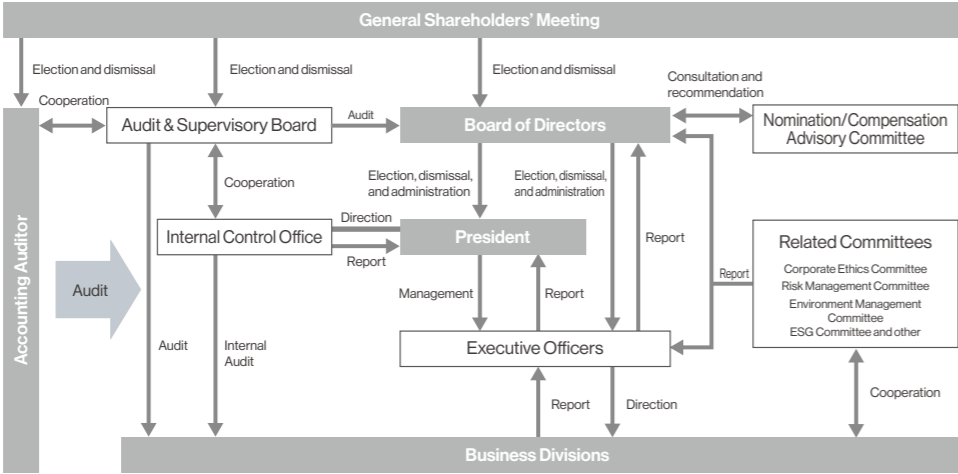 General Shareholders' Meeting
Election and dismissal
Election and dismissal
Election and dismissal
Consultation and
recommendation
Cooperation
Audit & Supervisory Board
Audit
Board of Directors
Nomination/Compensation
Advisory Committee
Cooperation
Election, dismissal,
and administration
Election, dismissal,
and administration
Internal Control Office
Direction
Report
President
Report
Related Committees
Corporate Ethics Committee
Risk Management Committee
Environment Management
Committee
ESG Committee and other
Report
Accounting Auditor
Audit
Management
Report
Audit
Internal
Audit
Executive Officers
Report
Direction
Cooperation
Business Divisions